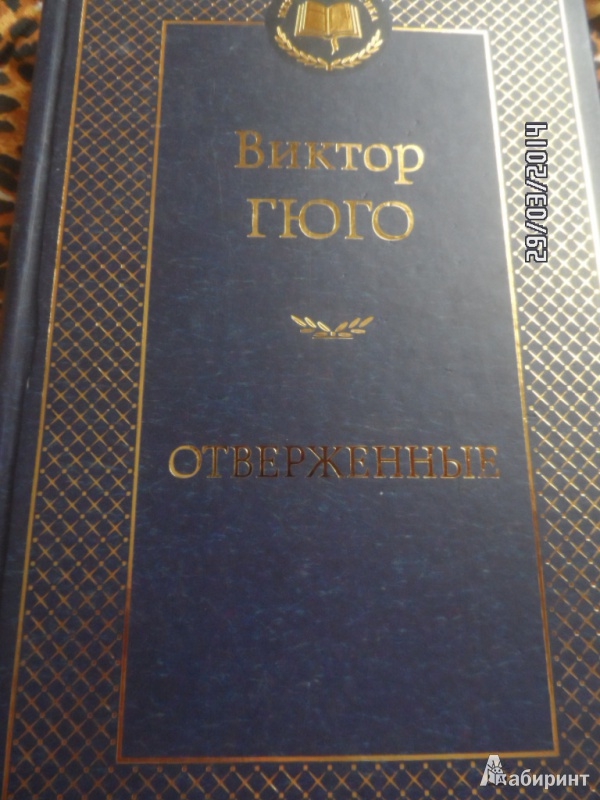 Виктор
ГЮГО
ОТВЕРЖЕННЫЕ
29/03/2014
Лабиринт